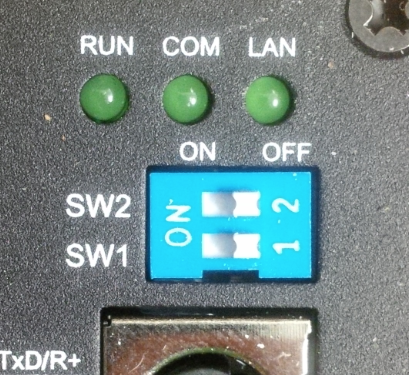 RUN COM LAN
ON OFF
SW2 ON 2
SW1 1
TxD/R+